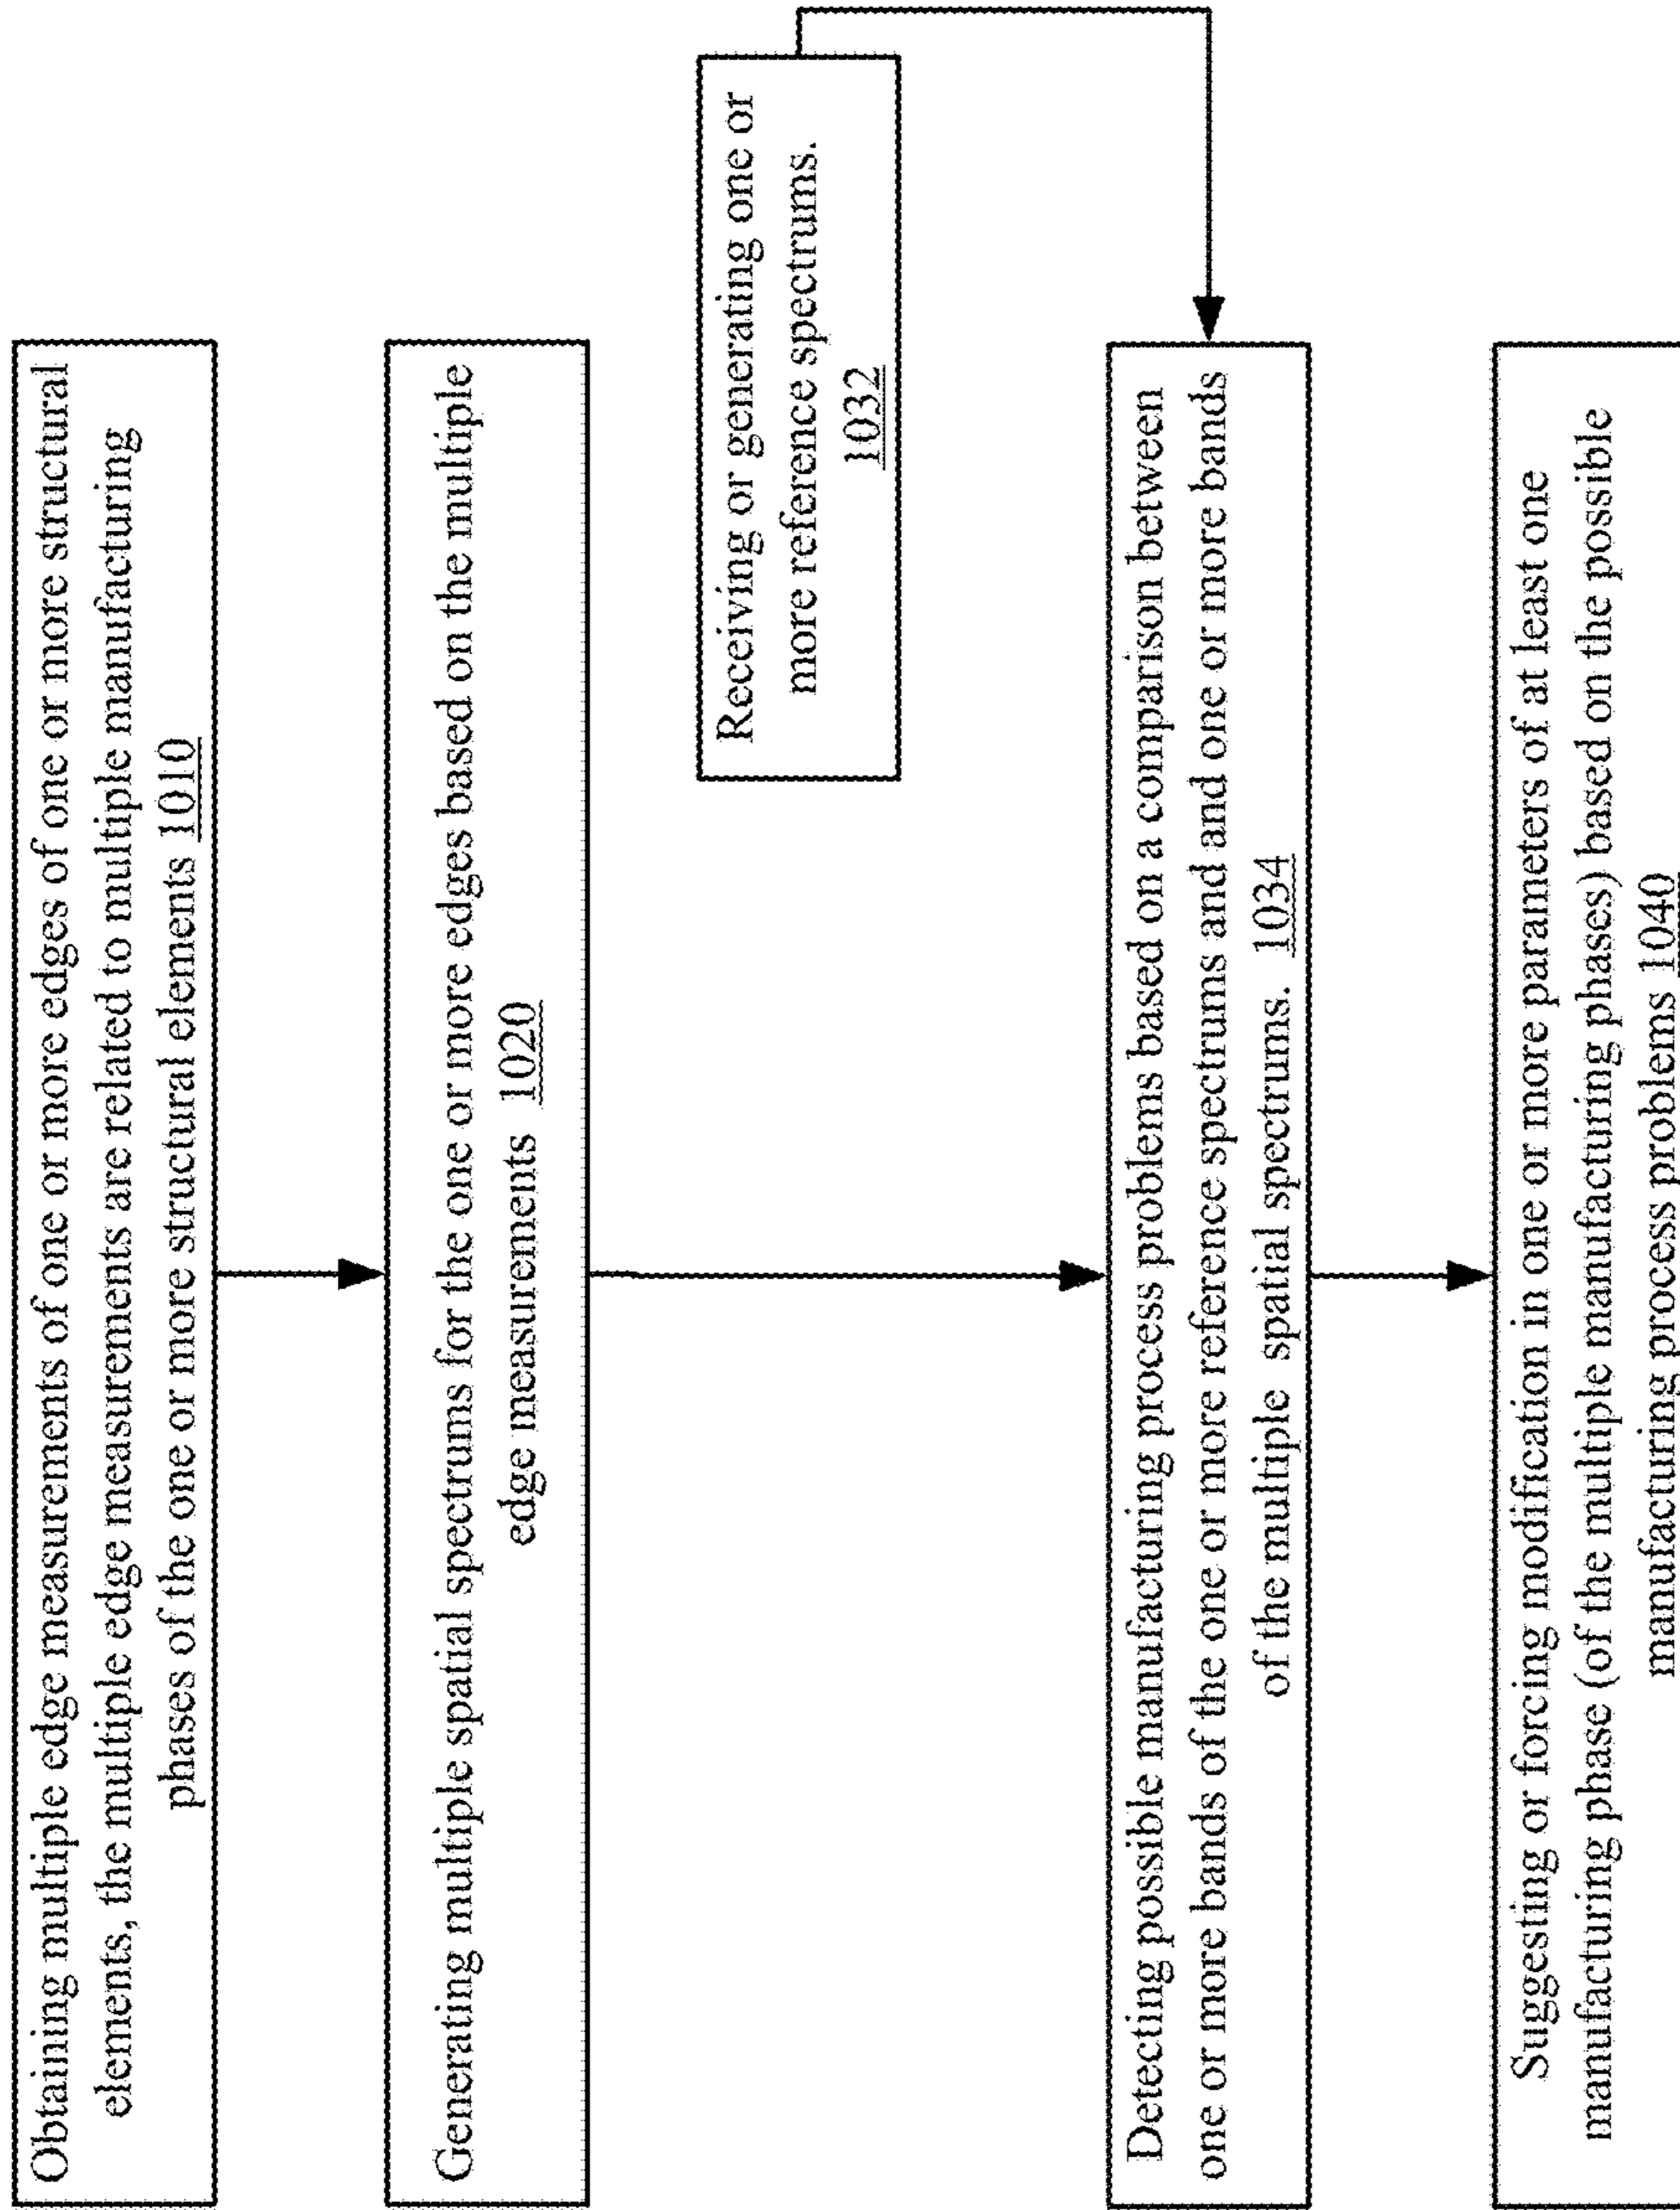 Obtaining multiple edge measurements of one or more edges of one or more structural
elements, the multiple edge measurements are related to multiple manufacturing
phases of the one or more structural elements 1010
Generating multiple spatial spectrums for the one or more edges based on the multiple
edge measurements 1020
Receiving or generating one or
more reference spectrums.
1032
Detecting possible manufacturing process problems based on a comparison between
one or more bands of the one or more reference spectrums and and one or more bands
of the multiple spatial spectrums. 1034
Suggesting or forcing modification in one or more parameters of at least one
manufacturing phase (of the multiple manufacturing phases) based on the possible
manufacturing process problems 1040